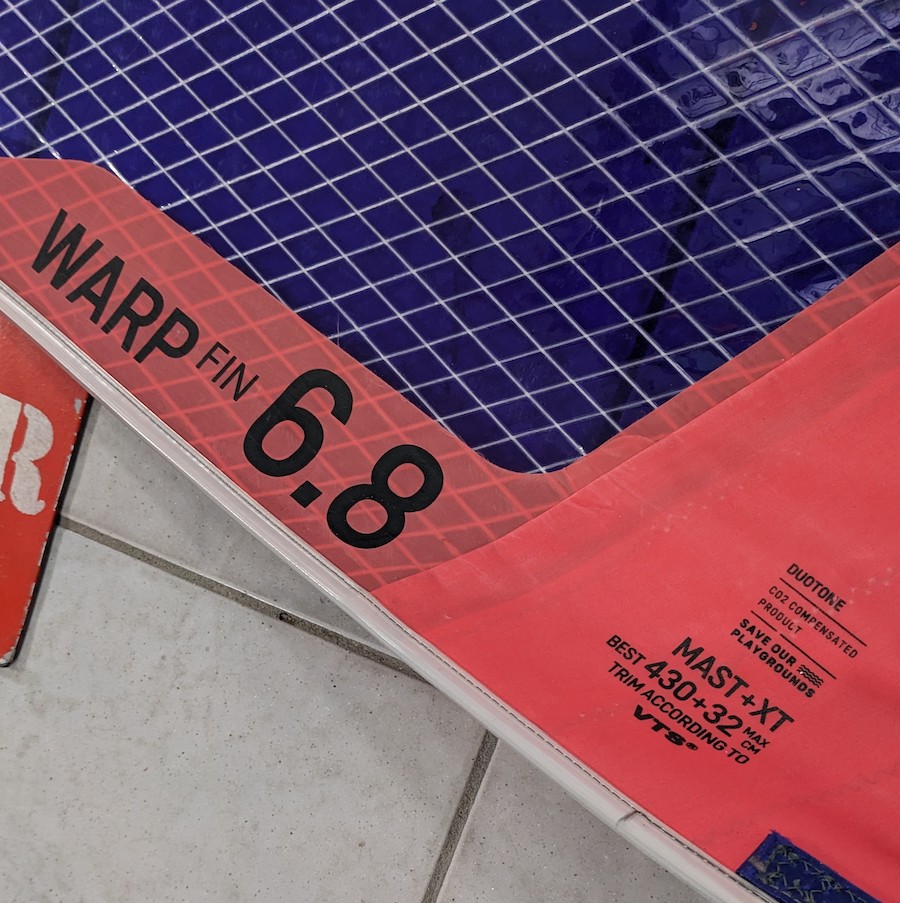 WARP FIN 6.8
R
DUOTONE
CO2 COMPENSATED
PRODUCT
SAVE OUR
PLAYGROUNDS
MAST+XT
BEST 430+32 MAX CM
TRIM ACCORDING TO
VTS®